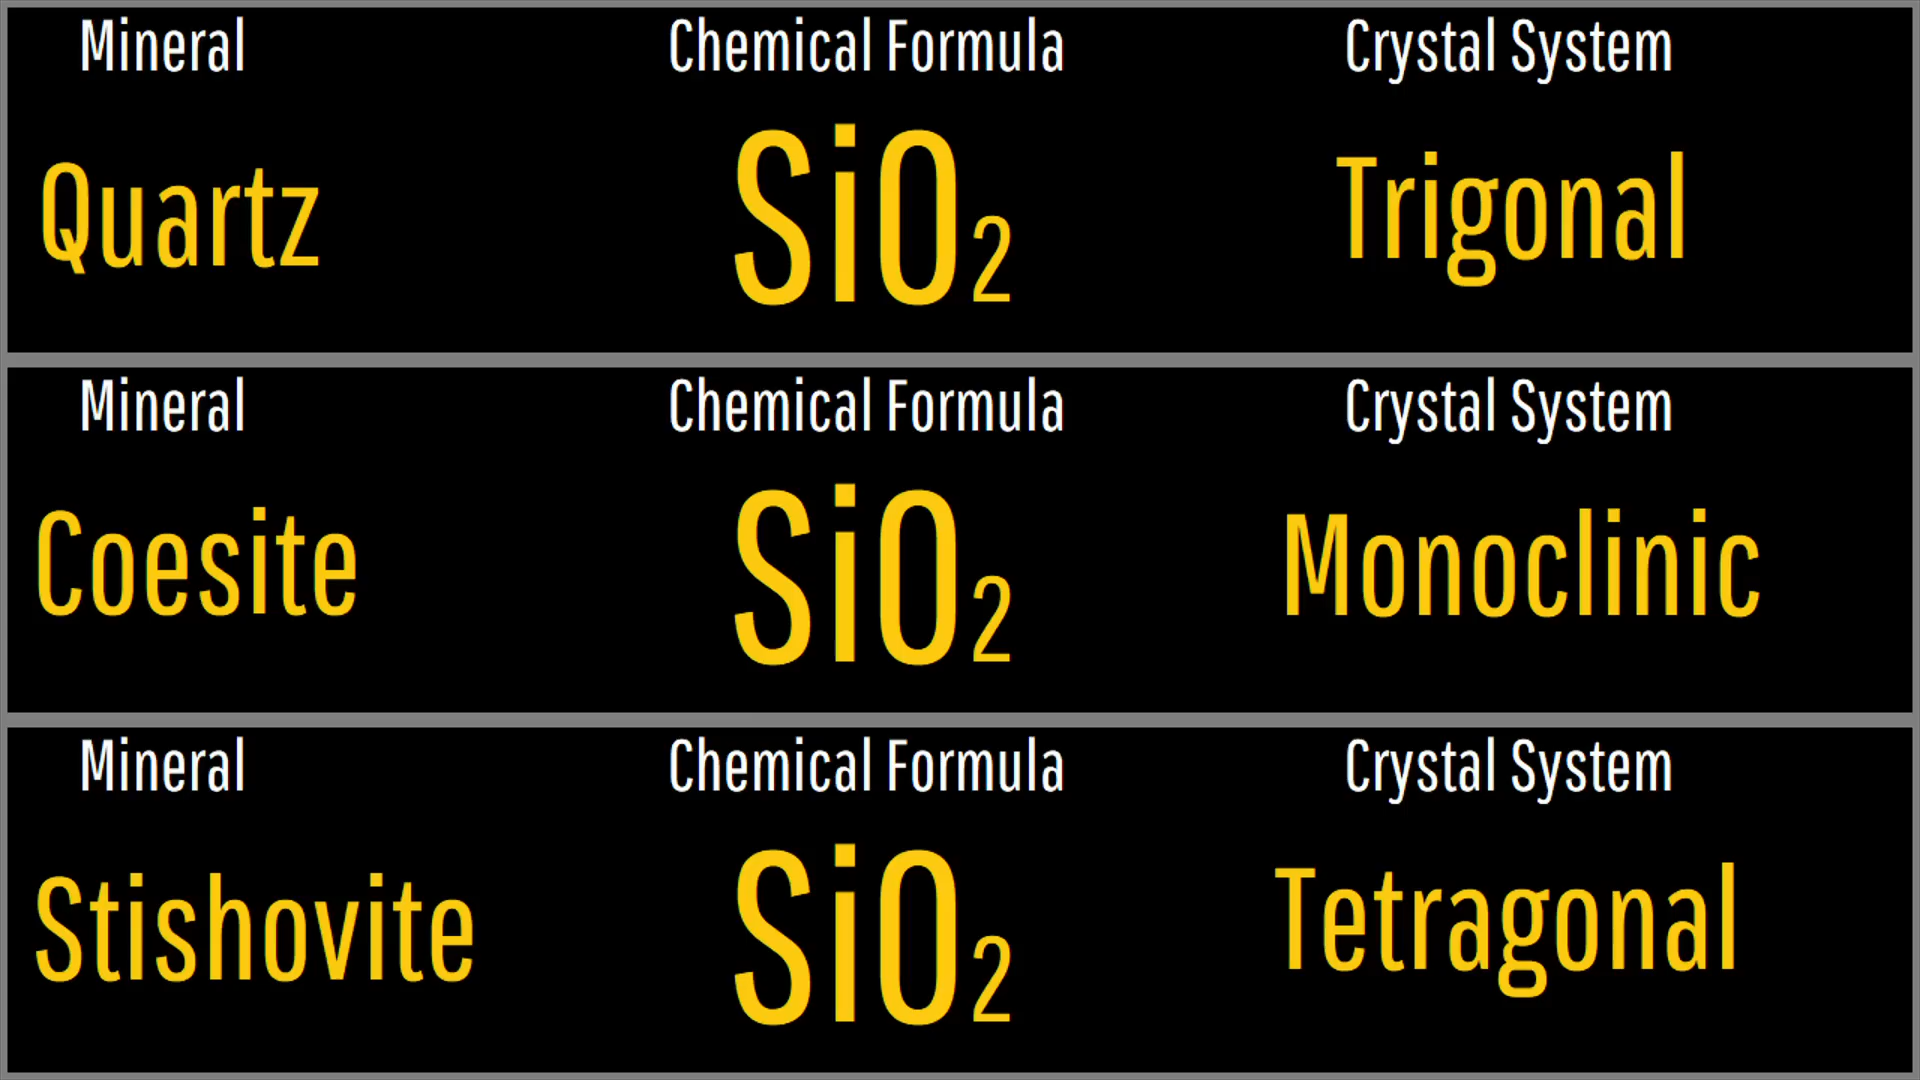 Mineral Chemical Formula Crystal System
Quartz SiO₂ Trigonal
Mineral Chemical Formula Crystal System
Coesite SiO₂ Monoclinic
Mineral Chemical Formula Crystal System
Stishovite SiO₂ Tetragonal